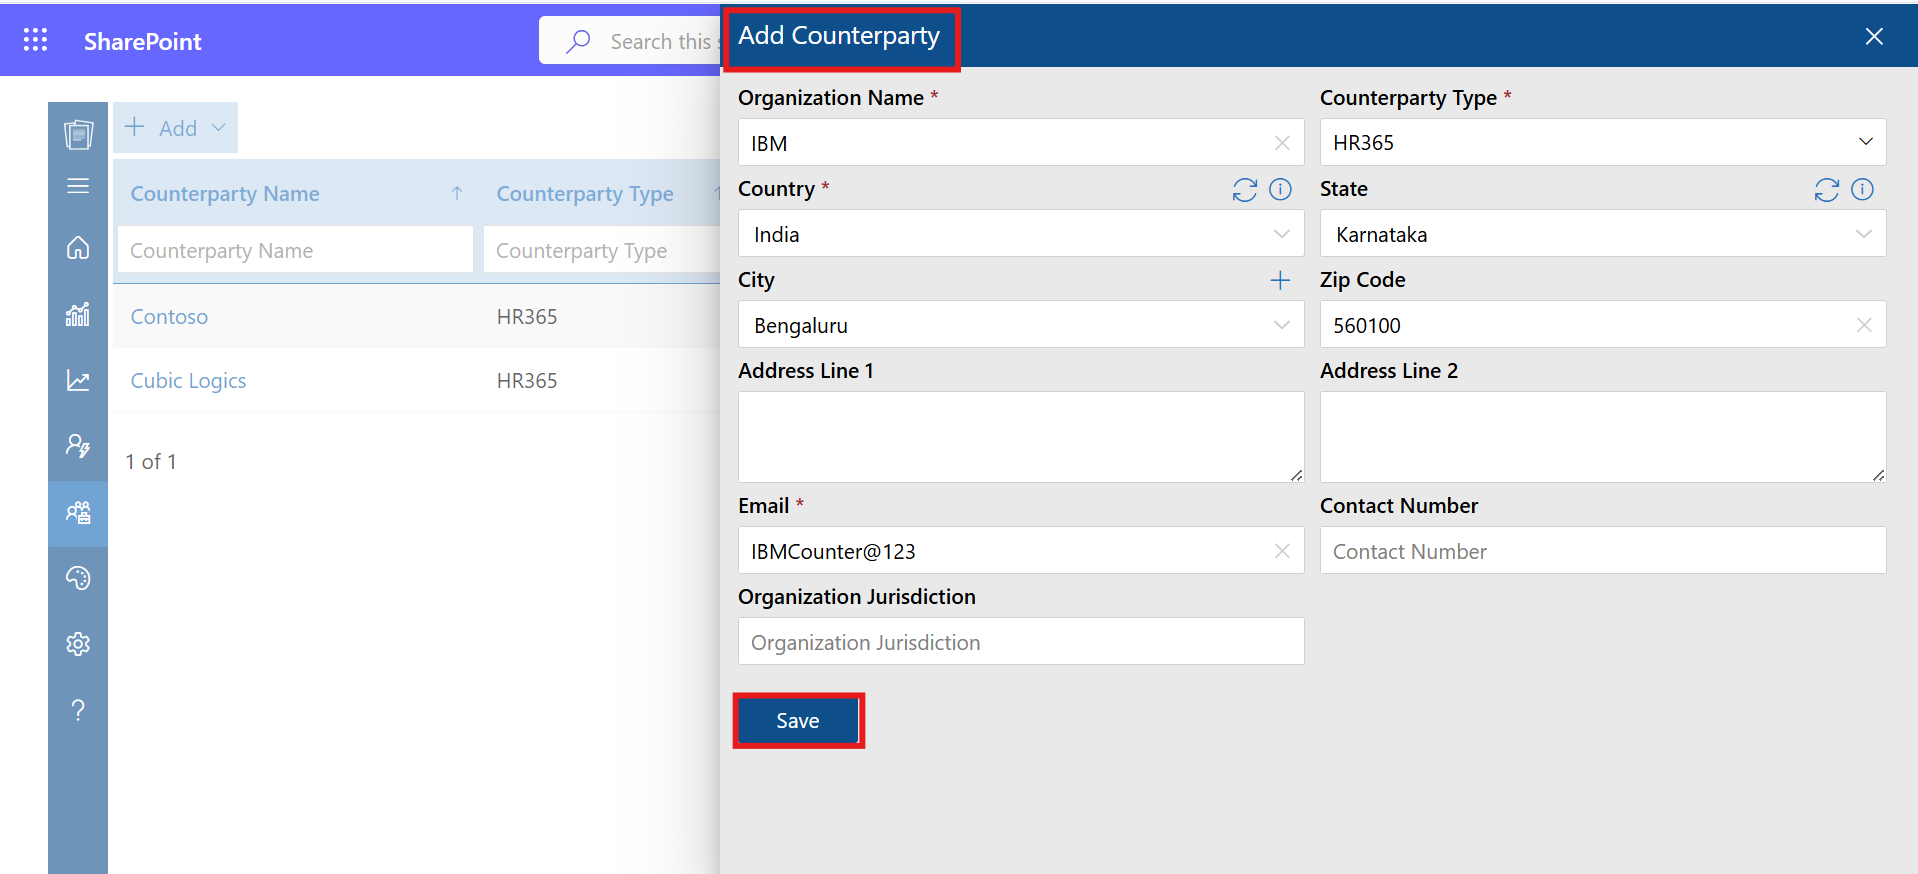 SharePoint
Search this s
Add
Counterparty Name
Counterparty Type
Counterparty Name
Counterparty Type
Contoso
HR365
Cubic Logics
HR365
1 of 1
Add Counterparty
Organization Name *
Counterparty Type *
IBM
HR365
Country *
State
India
Karnataka
City
Zip Code
Bengaluru
560100
Address Line 1
Address Line 2
Email *
Contact Number
IBMCounter@123
Contact Number
Organization Jurisdiction
Organization Jurisdiction
Save